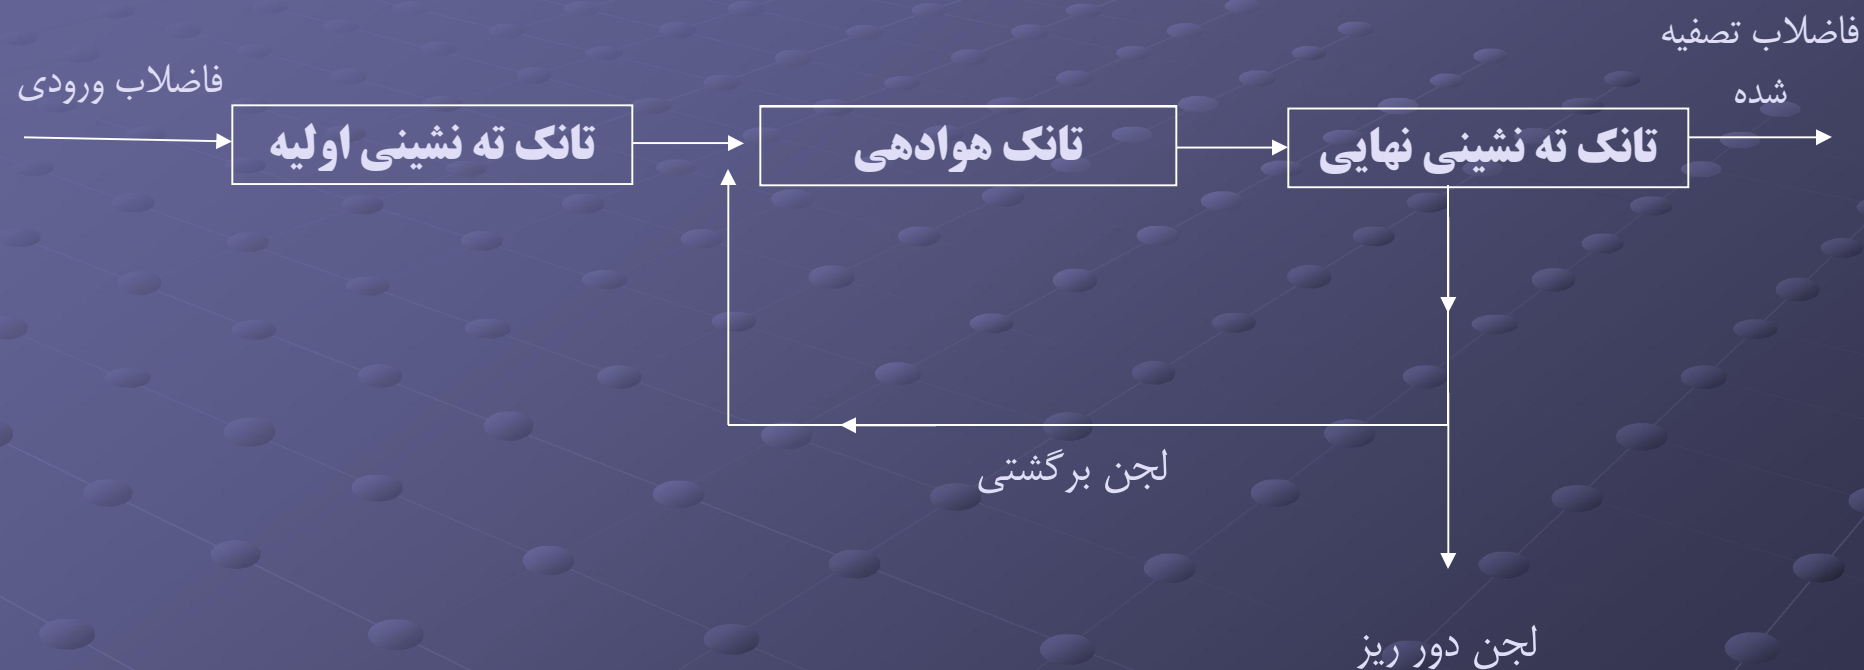 فاضلاب تصفیه
شده
فاضلاب ورودی
تانک ته نشینی اولیه
تانک هوادهی
تانک ته نشینی نهایی
لجن برگشتی
لجن دور ریز